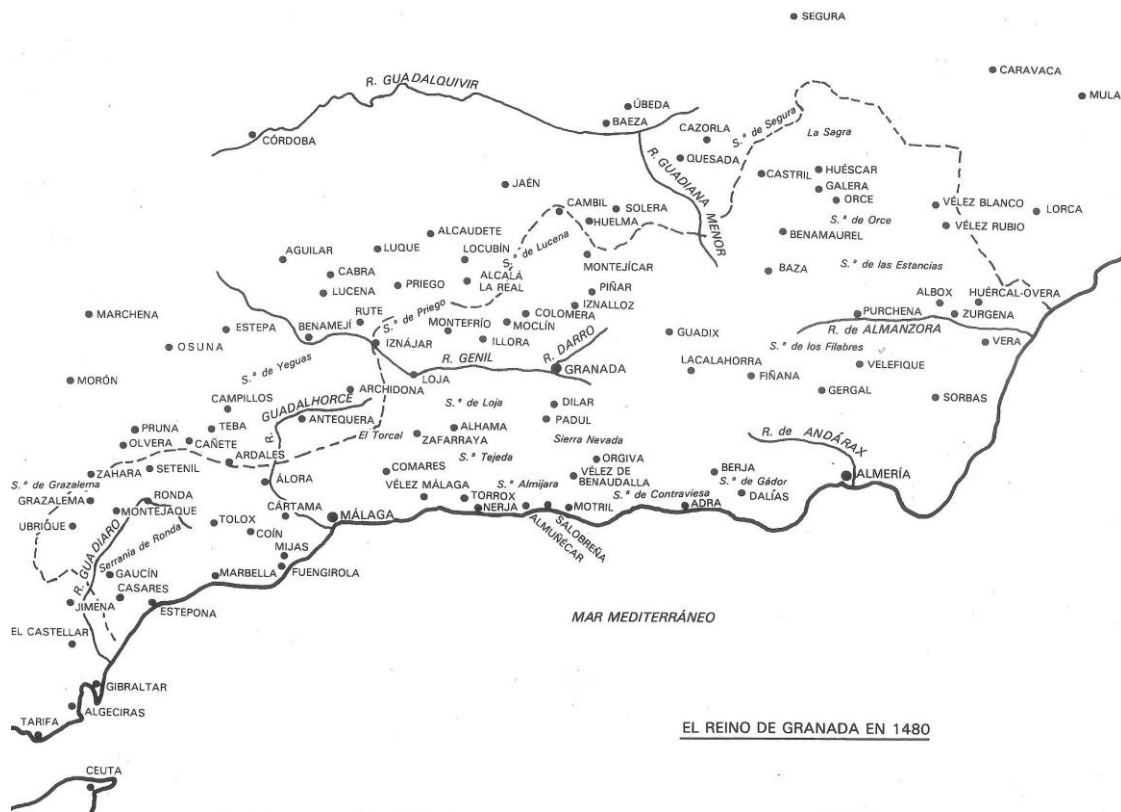 SEGURA
CARAVACA
MULA
R. GUADALQUIVIR
ÚBEDA
BAEZA
CÓRDOBA
CAZORLA
S.ª de Segura
La Sagra
QUESADA
R. GUADIANA MENOR
CASTRIL
HUÉSCAR
GALERA
ORCE
JAÉN
CAMBIL
SOLERA
HUELMA
VÉLEZ BLANCO
LORCA
S.ª de Orce
VÉLEZ RUBIO
BENAMAUREL
ALCAUDETE
AGUILAR
LUQUE
LOCUBÍN
S.ª de Lucena
MONTEJÍCAR
BAZA
S.ª de las Estancias
CABRA
PRIEGO
ALCALÁ
LA REAL
LUCENA
PIÑAR
IZNALLOZ
ALBOX
HUÉRCAL-OVERA
MARCHENA
RUTE
S.ª de Priego
COLOMERA
PURCHENA
ZURGENA
ESTEPA
BENAMEJÍ
MONTEFRÍO
MOCLÍN
GUADIX
R. de ALMANZORA
OSUNA
IZNÁJAR
ILLORA
R. DARRO
S.ª de los Filabres
VERA
S.ª de Yeguas
R. GENIL
GRANADA
LACALAHORRA
FIÑANA
VELEFIQUE
MORÓN
LOJA
ARCHIDONA
GERGAL
SORBAS
CAMPILLOS
R. GUADALHORCE
S.ª de Loja
DILAR
PRUNA
TEBA
ANTEQUERA
PADUL
OLVERA
CAÑETE
El Torcal
ALHAMA
ZAFARRAYA
Sierra Nevada
R. de ANDÁRAX
ARDALES
S.ª Tejeda
ORGIVA
ZAHARA
SETENIL
COMARES
VÉLEZ DE
BENAUDALLA
BERJA
ALMERÍA
S.ª de Grazalema
ÁLORA
S.ª Almijara
S.ª de Gádor
GRAZALEMA
RONDA
VÉLEZ MÁLAGA
TORROX
S.ª de Contraviesa
DALÍAS
MONTEJAQUE
CÁRTAMA
MÁLAGA
NERJA
MOTRIL
ADRA
UBRIQUE
TOLOX
COÍN
SALOBREÑA
ALMUÑÉCAR
R. GUADIARO
Serrania de Ronda
MIJAS
GAUCÍN
MARBELLA
FUENGIROLA
CASARES
JIMENA
ESTEPONA
MAR MEDITERRÁNEO
EL CASTELLAR
GIBRALTAR
ALGECIRAS
TARIFA
EL REINO DE GRANADA EN 1480
CEUTA